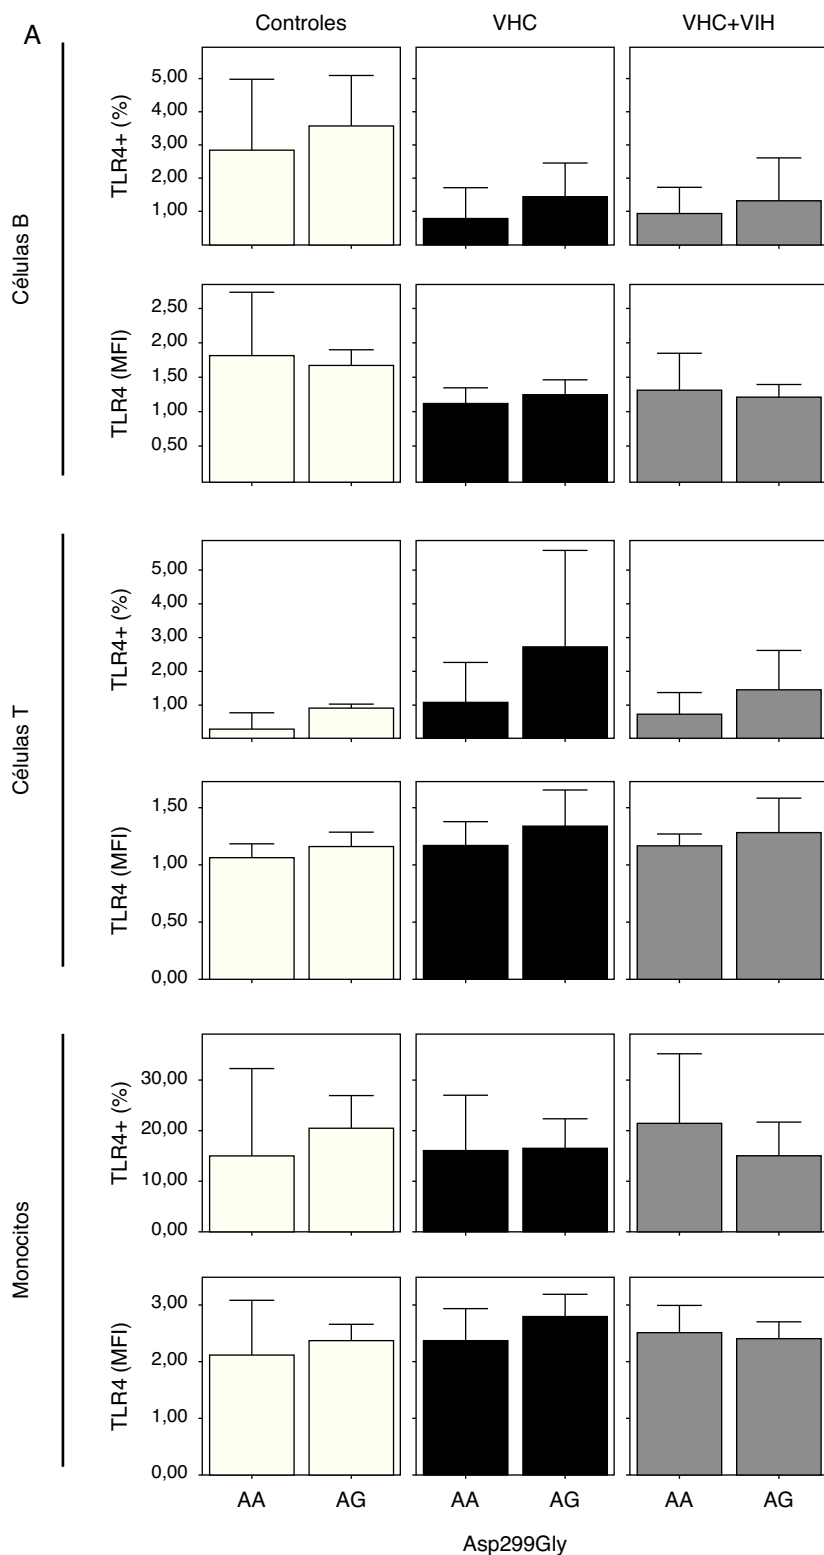 A
Controles VHC VHC+VIH
Células B
TLR4+ (%)
5,00
4,00
3,00
2,00
1,00
TLR4 (MFI)
2,50
2,00
1,50
1,00
0,50
Células T
TLR4+ (%)
5,00
4,00
3,00
2,00
1,00
TLR4 (MFI)
1,50
1,00
0,50
0,00
Monocitos
TLR4+ (%)
30,00
20,00
10,00
0,00
TLR4 (MFI)
3,00
2,00
1,00
0,00
AA AG AA AG AA AG
Asp299Gly